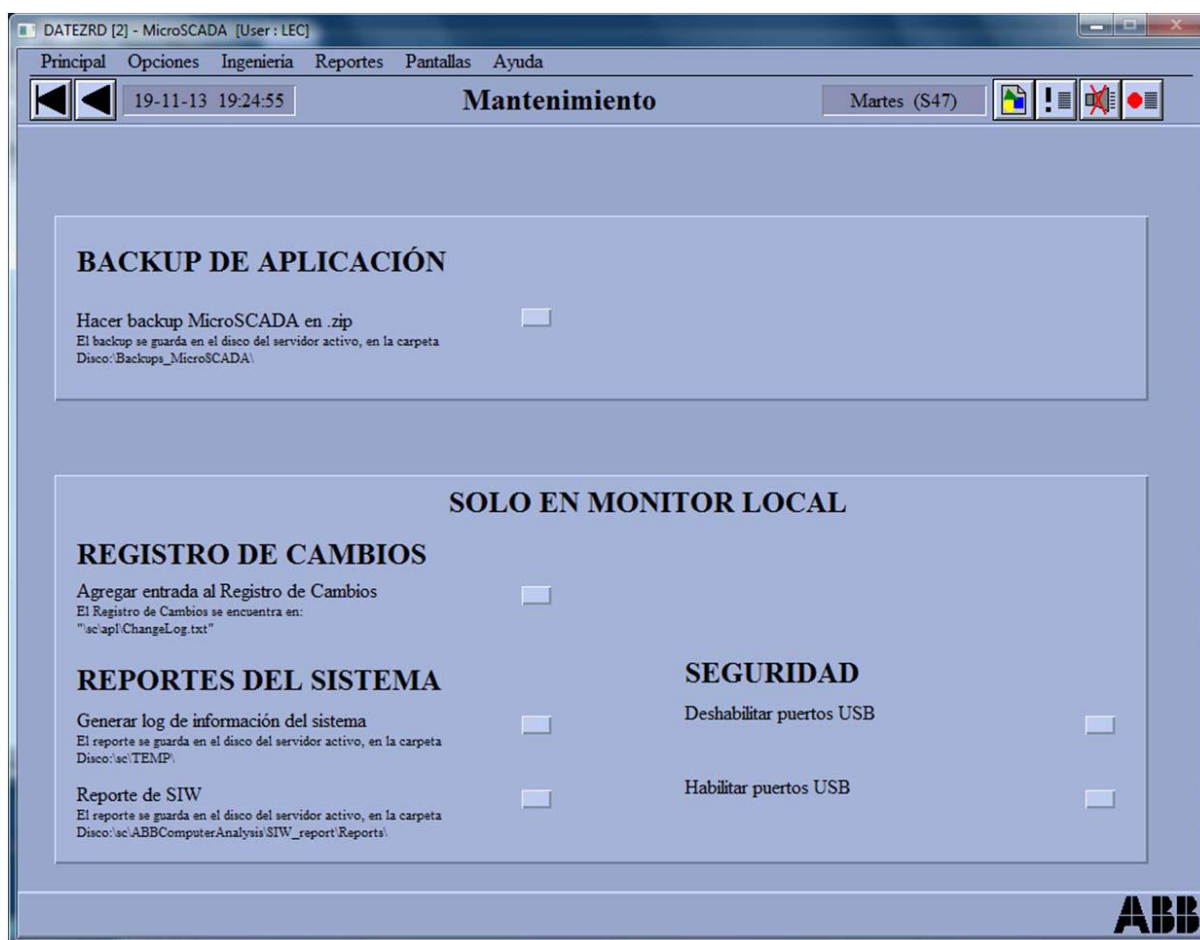 DATEZRD [2] - MicroSCADA [User : LEC]
Principal Opciones Ingeniería Reportes Pantallas Ayuda
19-11-13 19:24:55 Mantenimiento Martes (S47)
BACKUP DE APLICACIÓN
Hacer backup MicroSCADA en .zip
El backup se guarda en el disco del servidor activo, en la carpeta
Disco:\Backups_MicroSCADA\
SOLO EN MONITOR LOCAL
REGISTRO DE CAMBIOS
Agregar entrada al Registro de Cambios
El Registro de Cambios se encuentra en:
"\sc\apl\ChangeLog.txt"
REPORTES DEL SISTEMA
Generar log de información del sistema
El reporte se guarda en el disco del servidor activo, en la carpeta
Disco:\sc\TEMP\
Reporte de SIW
El reporte se guarda en el disco del servidor activo, en la carpeta
Disco:\sc\ABBComputerAnalysis\SIW_report\Reports\
SEGURIDAD
Deshabilitar puertos USB
Habilitar puertos USB
ABB